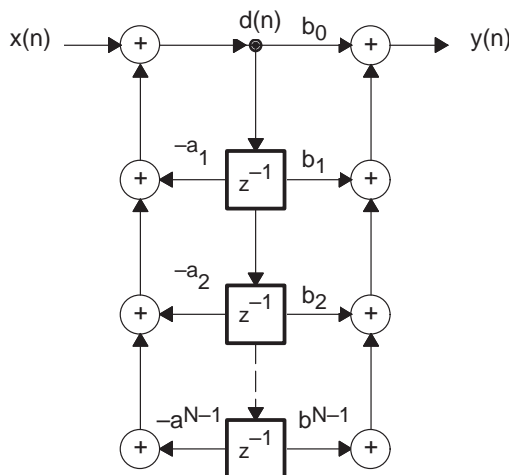 x(n) + d(n) b₀ + y(n)
+ –a₁ z⁻¹ b₁ +
+ –a₂ z⁻¹ b₂ +
+ –aᴺ⁻¹ z⁻¹ bᴺ⁻¹ +